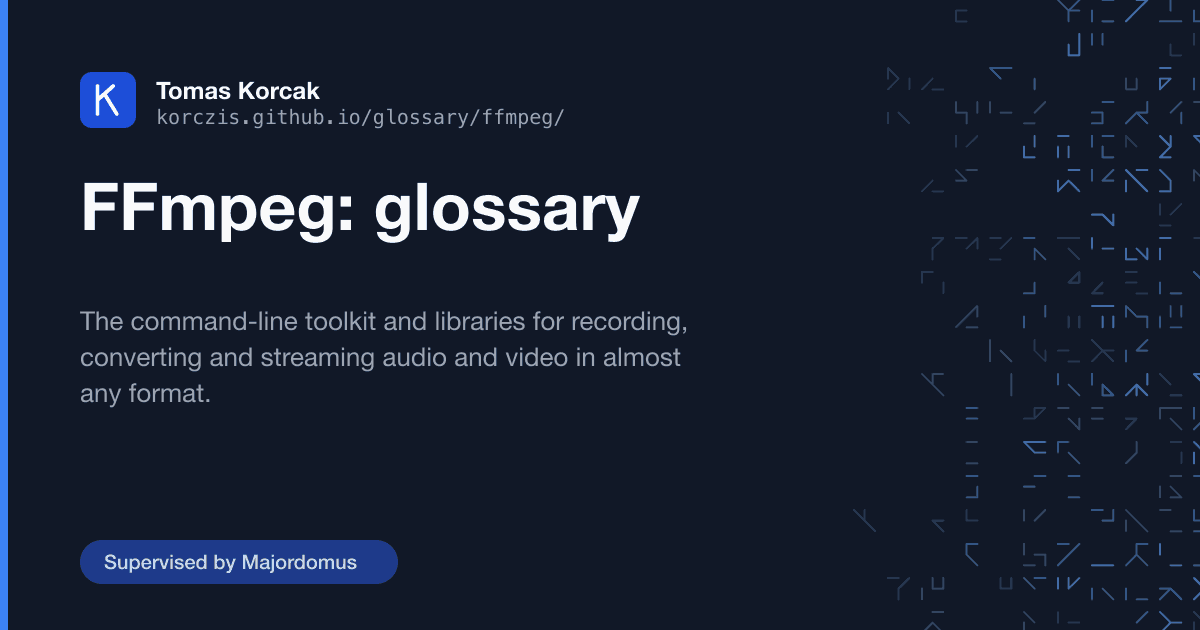 K
Tomas Korcak
korczis.github.io/glossary/ffmpeg/
FFmpeg: glossary
The command-line toolkit and libraries for recording,
converting and streaming audio and video in almost
any format.
Supervised by Majordomus